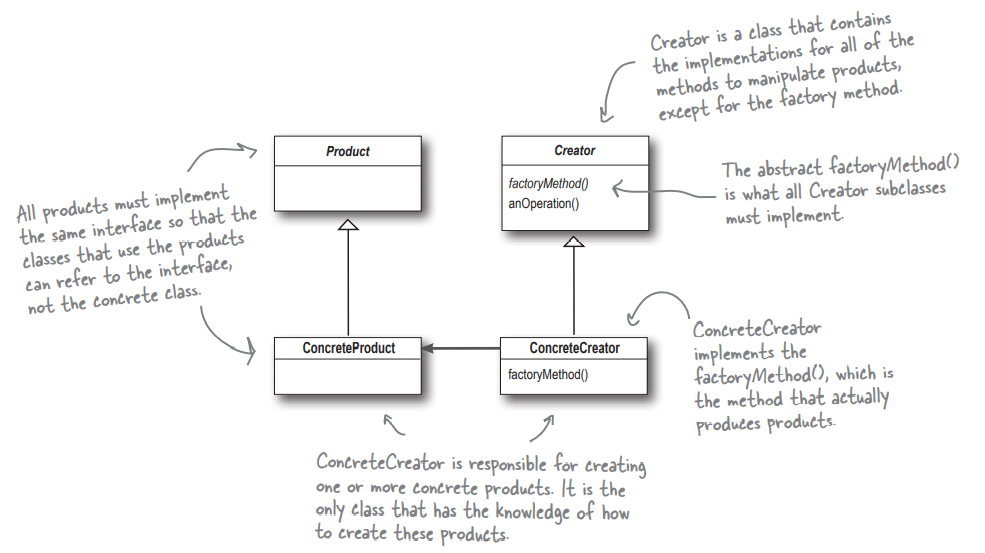 Creator is a class that contains
the implementations for all of the
methods to manipulate products,
except for the factory method.
Product
Creator
factoryMethod()
anOperation()
The abstract factoryMethod()
is what all Creator subclasses
must implement.
All products must implement
the same interface so that the
classes that use the products
can refer to the interface,
not the concrete class.
ConcreteProduct
ConcreteCreator
factoryMethod()
ConcreteCreator
implements the
factoryMethod(), which is
the method that actually
produces products.
ConcreteCreator is responsible for creating
one or more concrete products. It is the
only class that has the knowledge of how
to create these products.